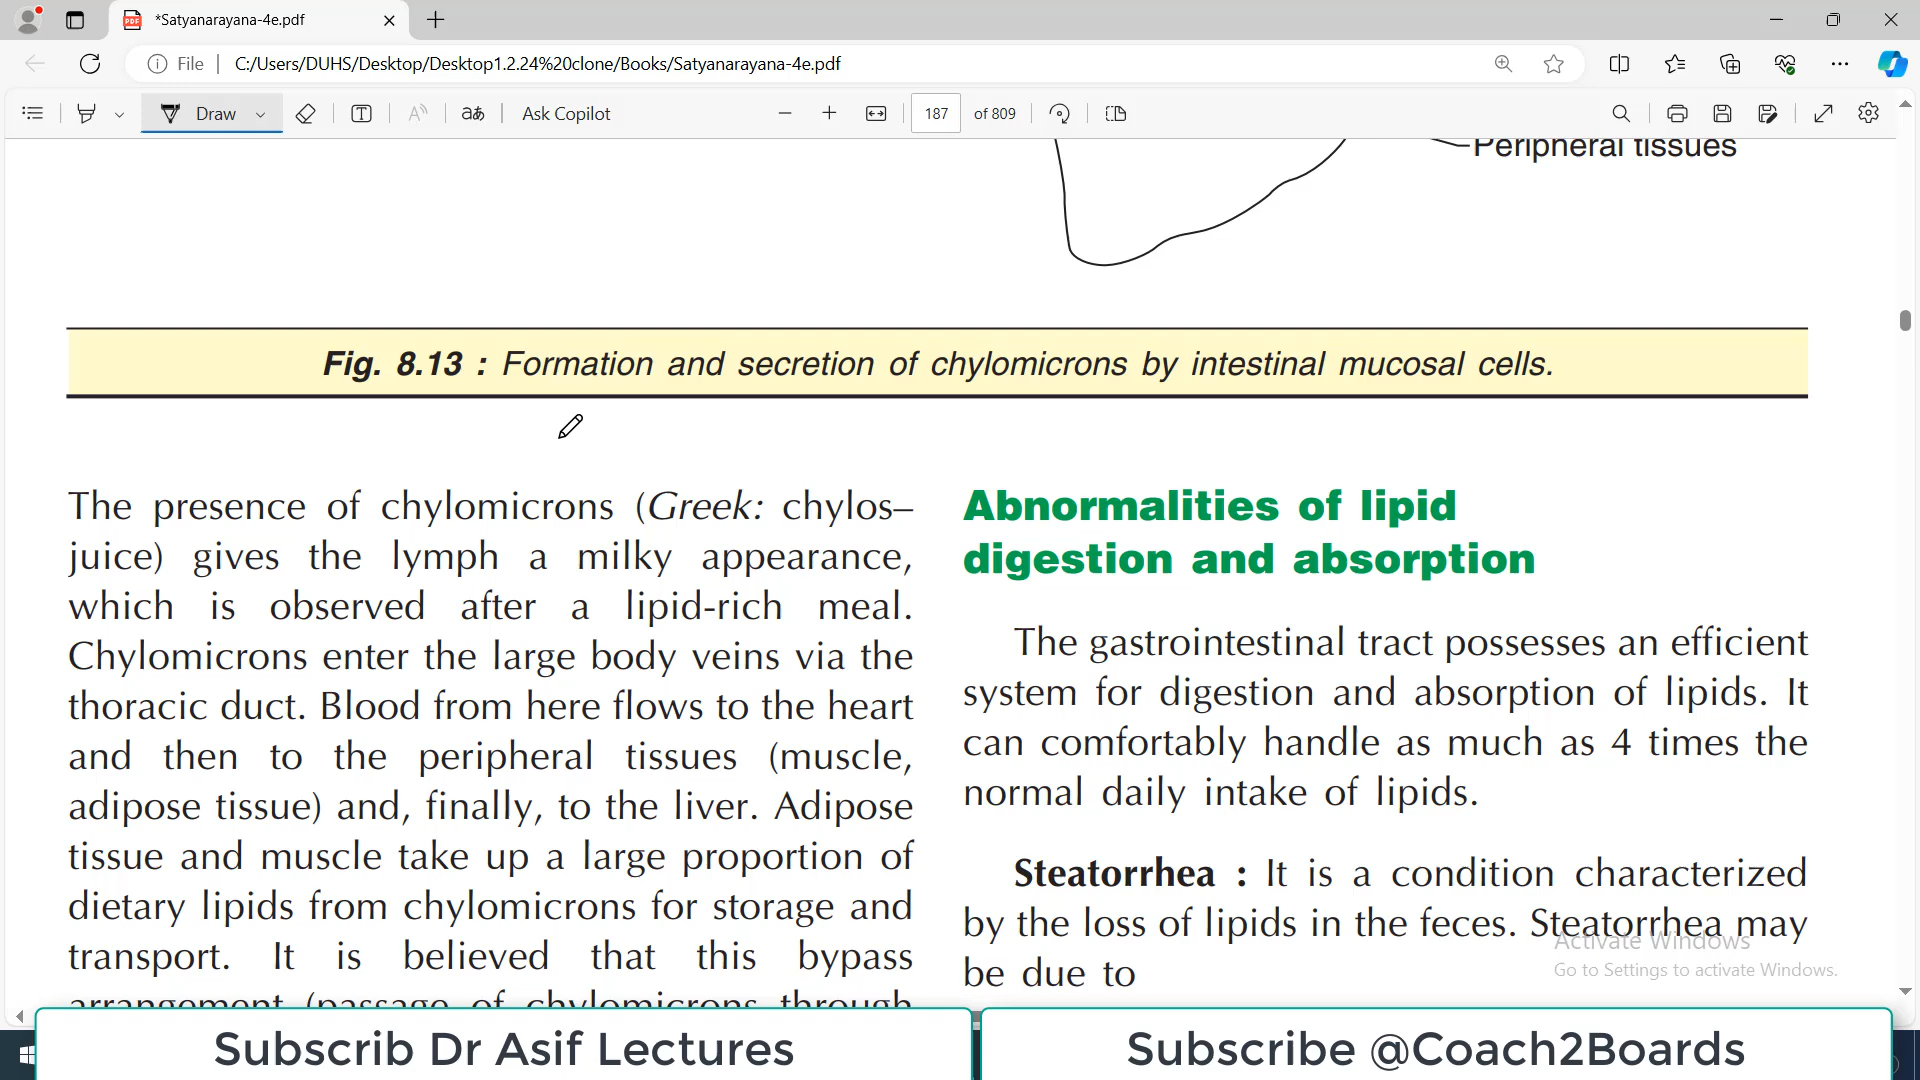 *Satyanarayana-4e.pdf
File
C:/Users/DUHS/Desktop/Desktop1.2.24%20clone/Books/Satyanarayana-4e.pdf
Draw
Ask Copilot
187 of 809
Peripheral tissues
Fig. 8.13 : Formation and secretion of chylomicrons by intestinal mucosal cells.
The presence of chylomicrons (Greek: chylos–
juice) gives the lymph a milky appearance,
which is observed after a lipid-rich meal.
Chylomicrons enter the large body veins via the
thoracic duct. Blood from here flows to the heart
and then to the peripheral tissues (muscle,
adipose tissue) and, finally, to the liver. Adipose
tissue and muscle take up a large proportion of
dietary lipids from chylomicrons for storage and
transport. It is believed that this bypass
arrangement (passage of chylomicrons through
Abnormalities of lipid
digestion and absorption
The gastrointestinal tract possesses an efficient
system for digestion and absorption of lipids. It
can comfortably handle as much as 4 times the
normal daily intake of lipids.
Steatorrhea : It is a condition characterized
by the loss of lipids in the feces. Steatorrhea may
be due to
Activate Windows
Go to Settings to activate Windows.
Subscrib Dr Asif Lectures
Subscribe @Coach2Boards